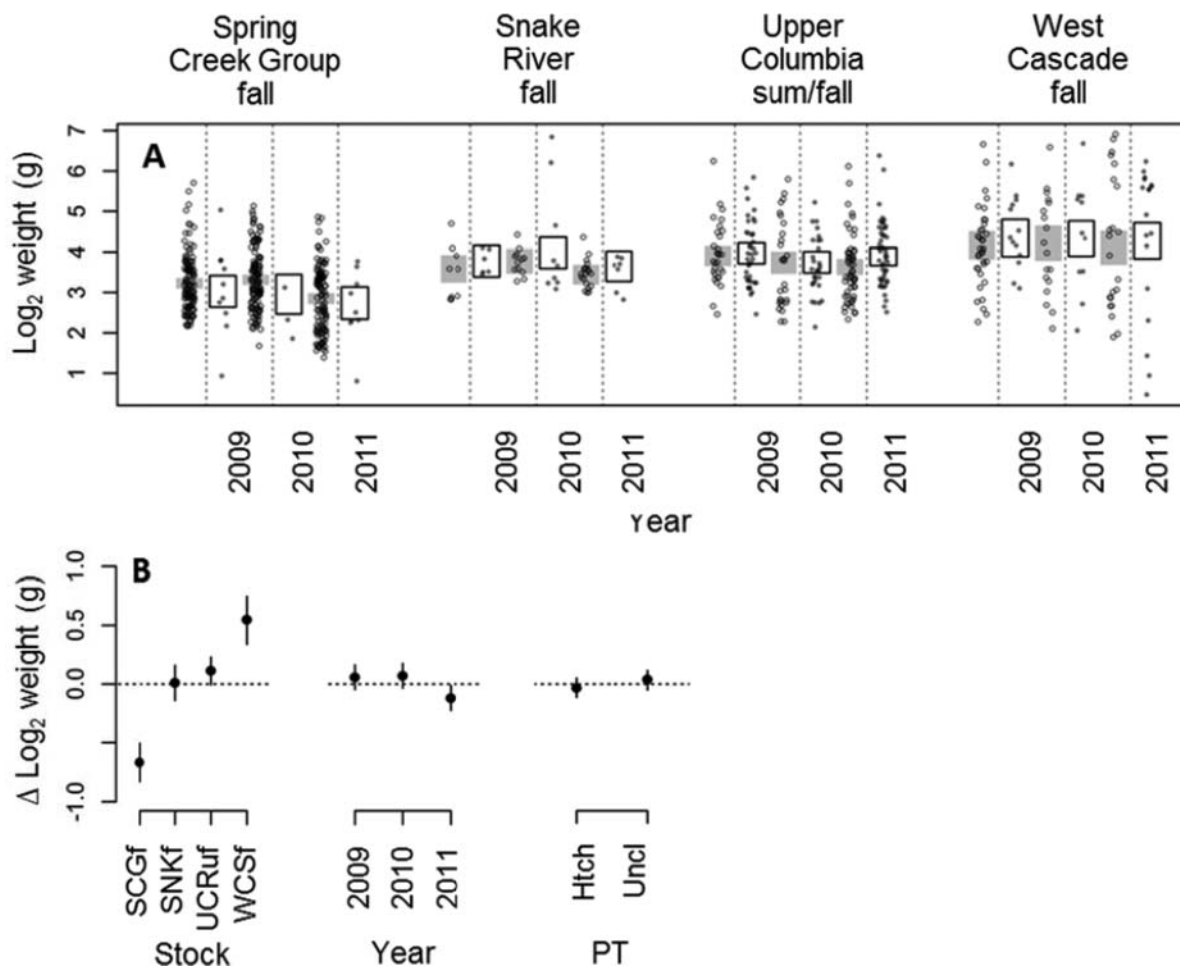 Spring
Creek Group
fall
Snake
River
fall
Upper
Columbia
sum/fall
West
Cascade
fall
A
Log₂ weight (g)
7
6
5
4
3
2
1
2009 2010 2011 2009 2010 2011 2009 2010 2011 2009 2010 2011
Year
B
Δ Log₂ weight (g)
1.0
0.5
0.0
-1.0
SCGf SNKf UCRuf WCSf
Stock
2009 2010 2011
Year
Htch Uncl
PT